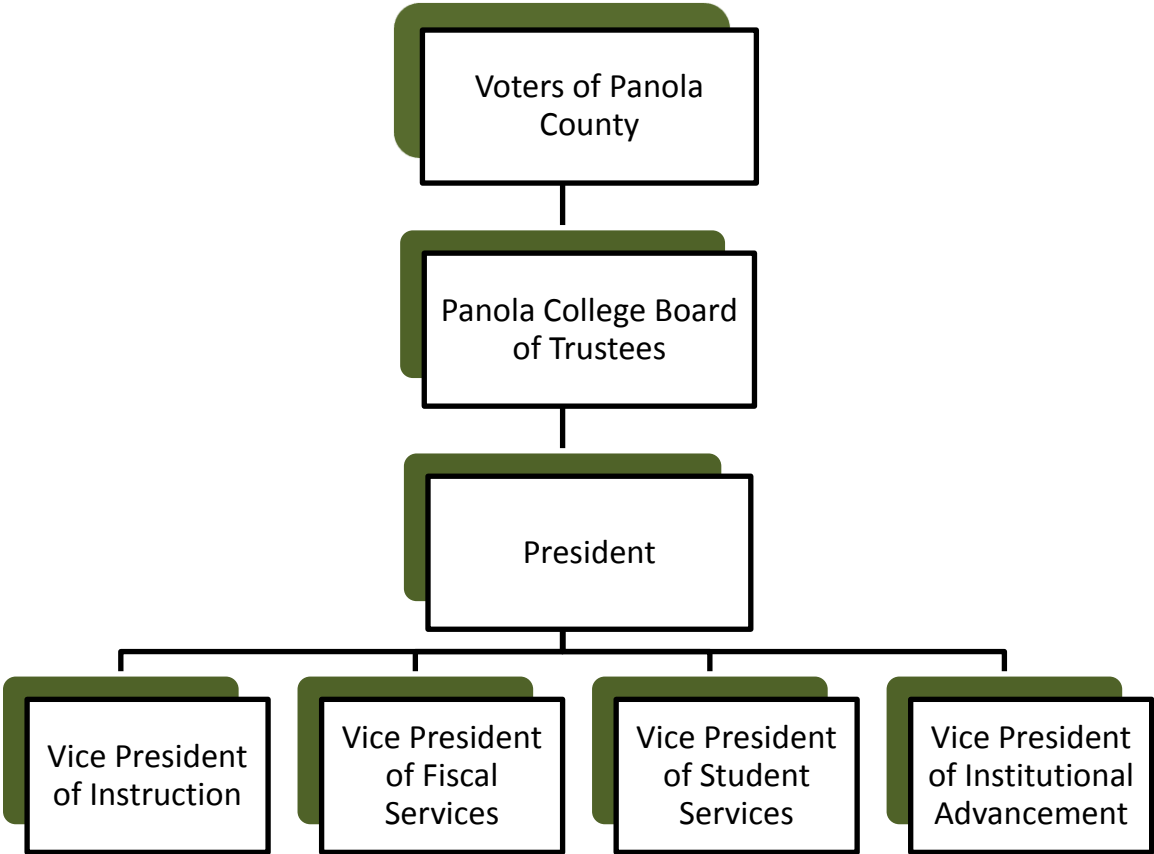 Voters of Panola
County
Panola College Board
of Trustees
President
Vice President
of Instruction
Vice President
of Fiscal
Services
Vice President
of Student
Services
Vice President
of Institutional
Advancement